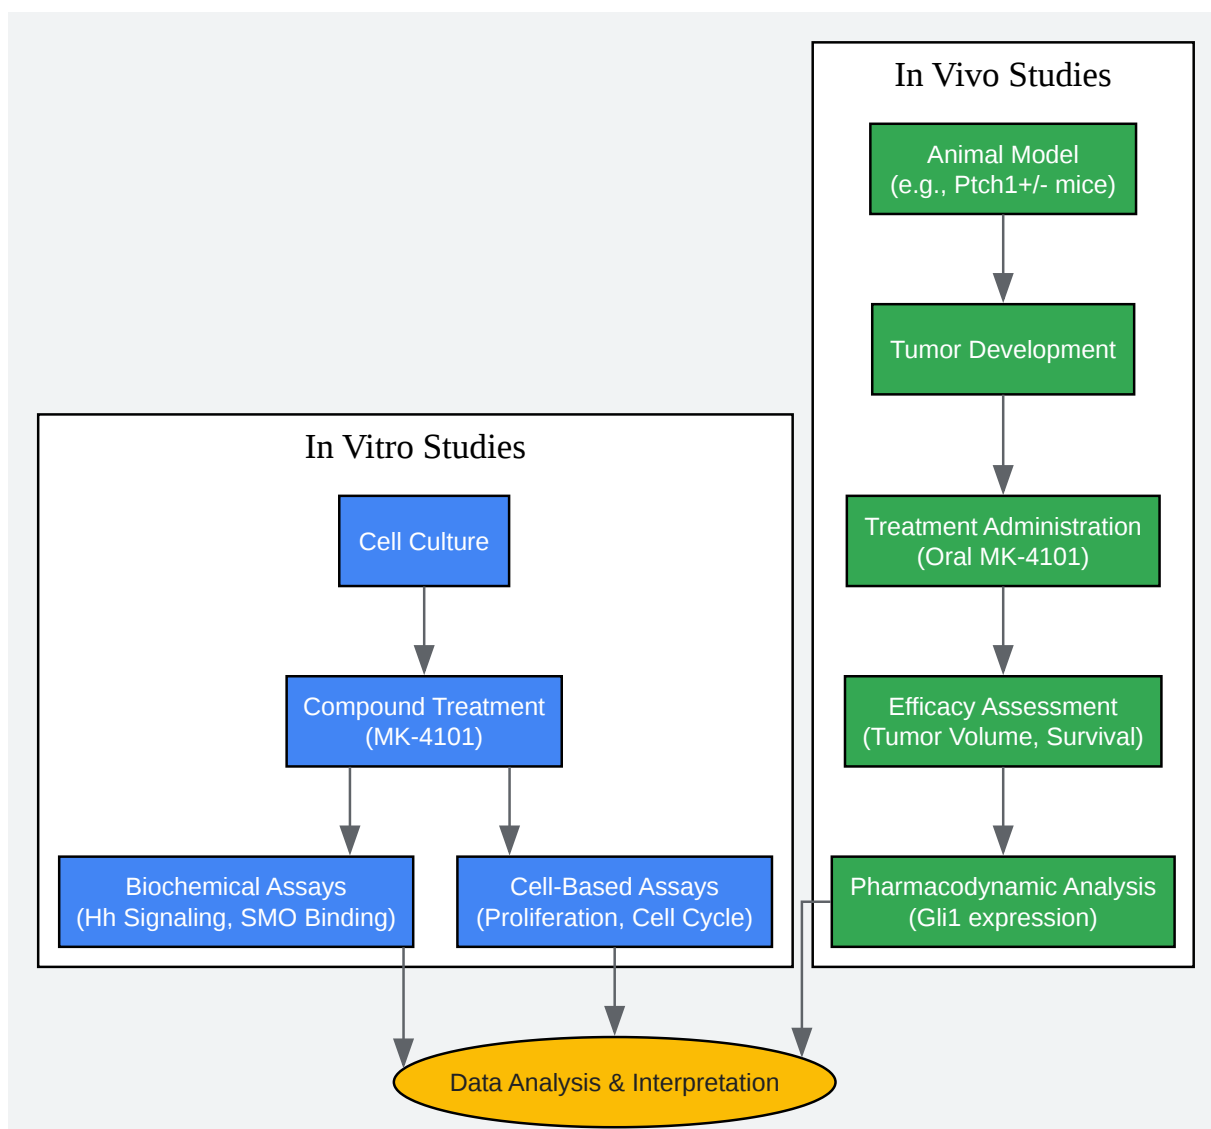 In Vivo Studies
Animal Model
(e.g., Ptch1+/- mice)
Tumor Development
Treatment Administration
(Oral MK-4101)
Efficacy Assessment
(Tumor Volume, Survival)
Pharmacodynamic Analysis
(Gli1 expression)
In Vitro Studies
Cell Culture
Compound Treatment
(MK-4101)
Biochemical Assays
(Hh Signaling, SMO Binding)
Cell-Based Assays
(Proliferation, Cell Cycle)
Data Analysis & Interpretation